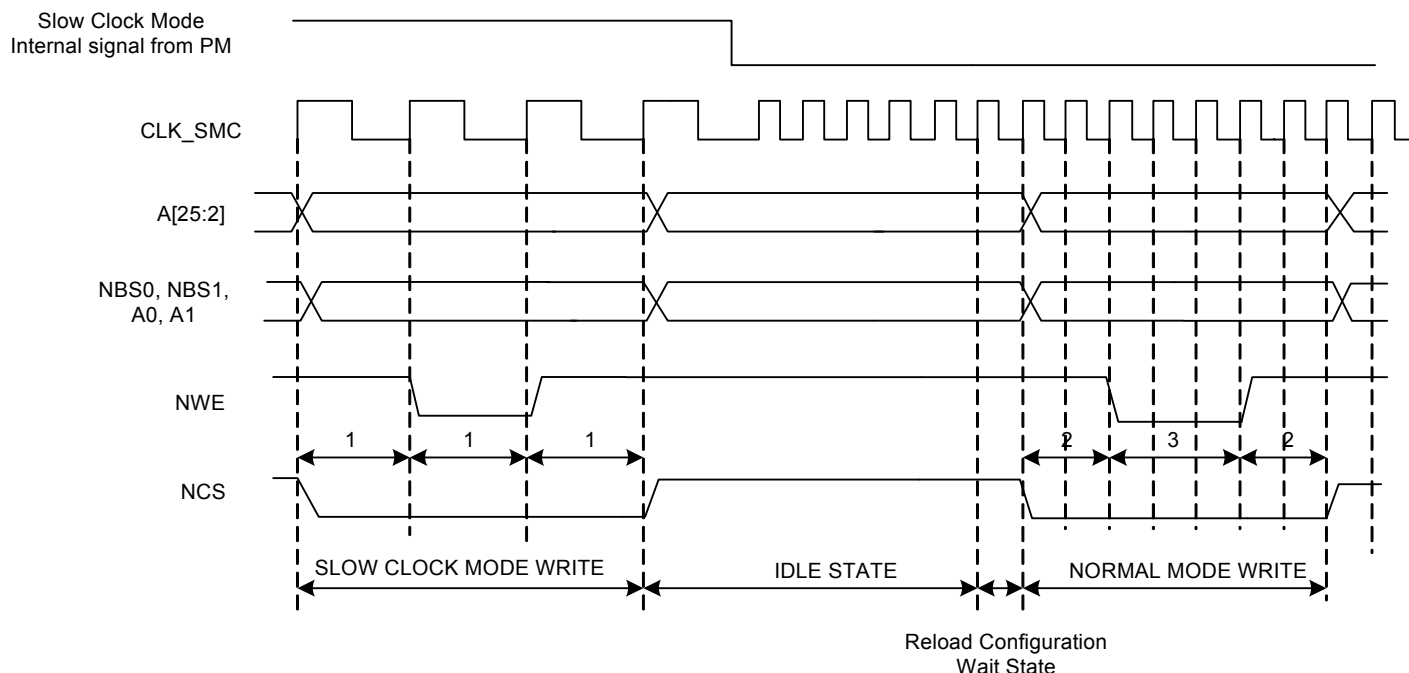 Slow Clock Mode
Internal signal from PM
CLK_SMC
A[25:2]
NBS0, NBS1,
A0, A1
NWE
1 1 1 2 3 2
NCS
SLOW CLOCK MODE WRITE IDLE STATE NORMAL MODE WRITE
Reload Configuration
Wait State